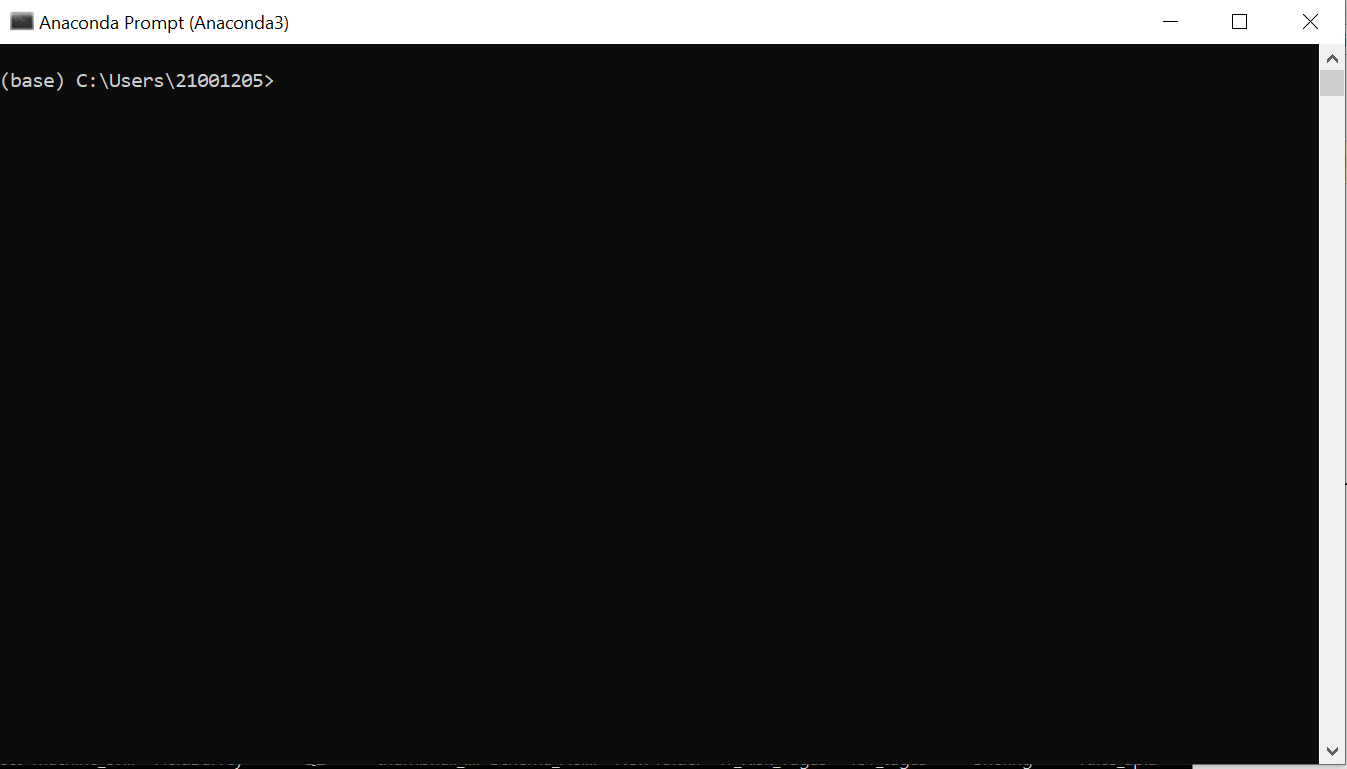 Anaconda Prompt (Anaconda3)
(base) C:\Users\21001205>